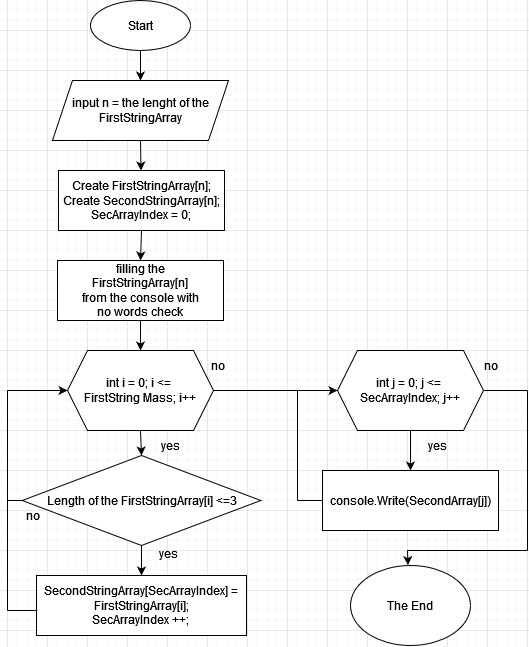 Start
input n = the lenght of the
FirstStringArray
Create FirstStringArray[n];
Create SecondStringArray[n];
SecArrayIndex = 0;
filling the
FirstStringArray[n]
from the console with
no words check
int i = 0; i <=
FirstString Mass; i++
no
yes
Length of the FirstStringArray[i] <=3
no
yes
SecondStringArray[SecArrayIndex] =
FirstStringArray[i];
SecArrayIndex ++;
int j = 0; j <=
SecArrayIndex; j++
no
yes
console.Write(SecondArray[j])
The End